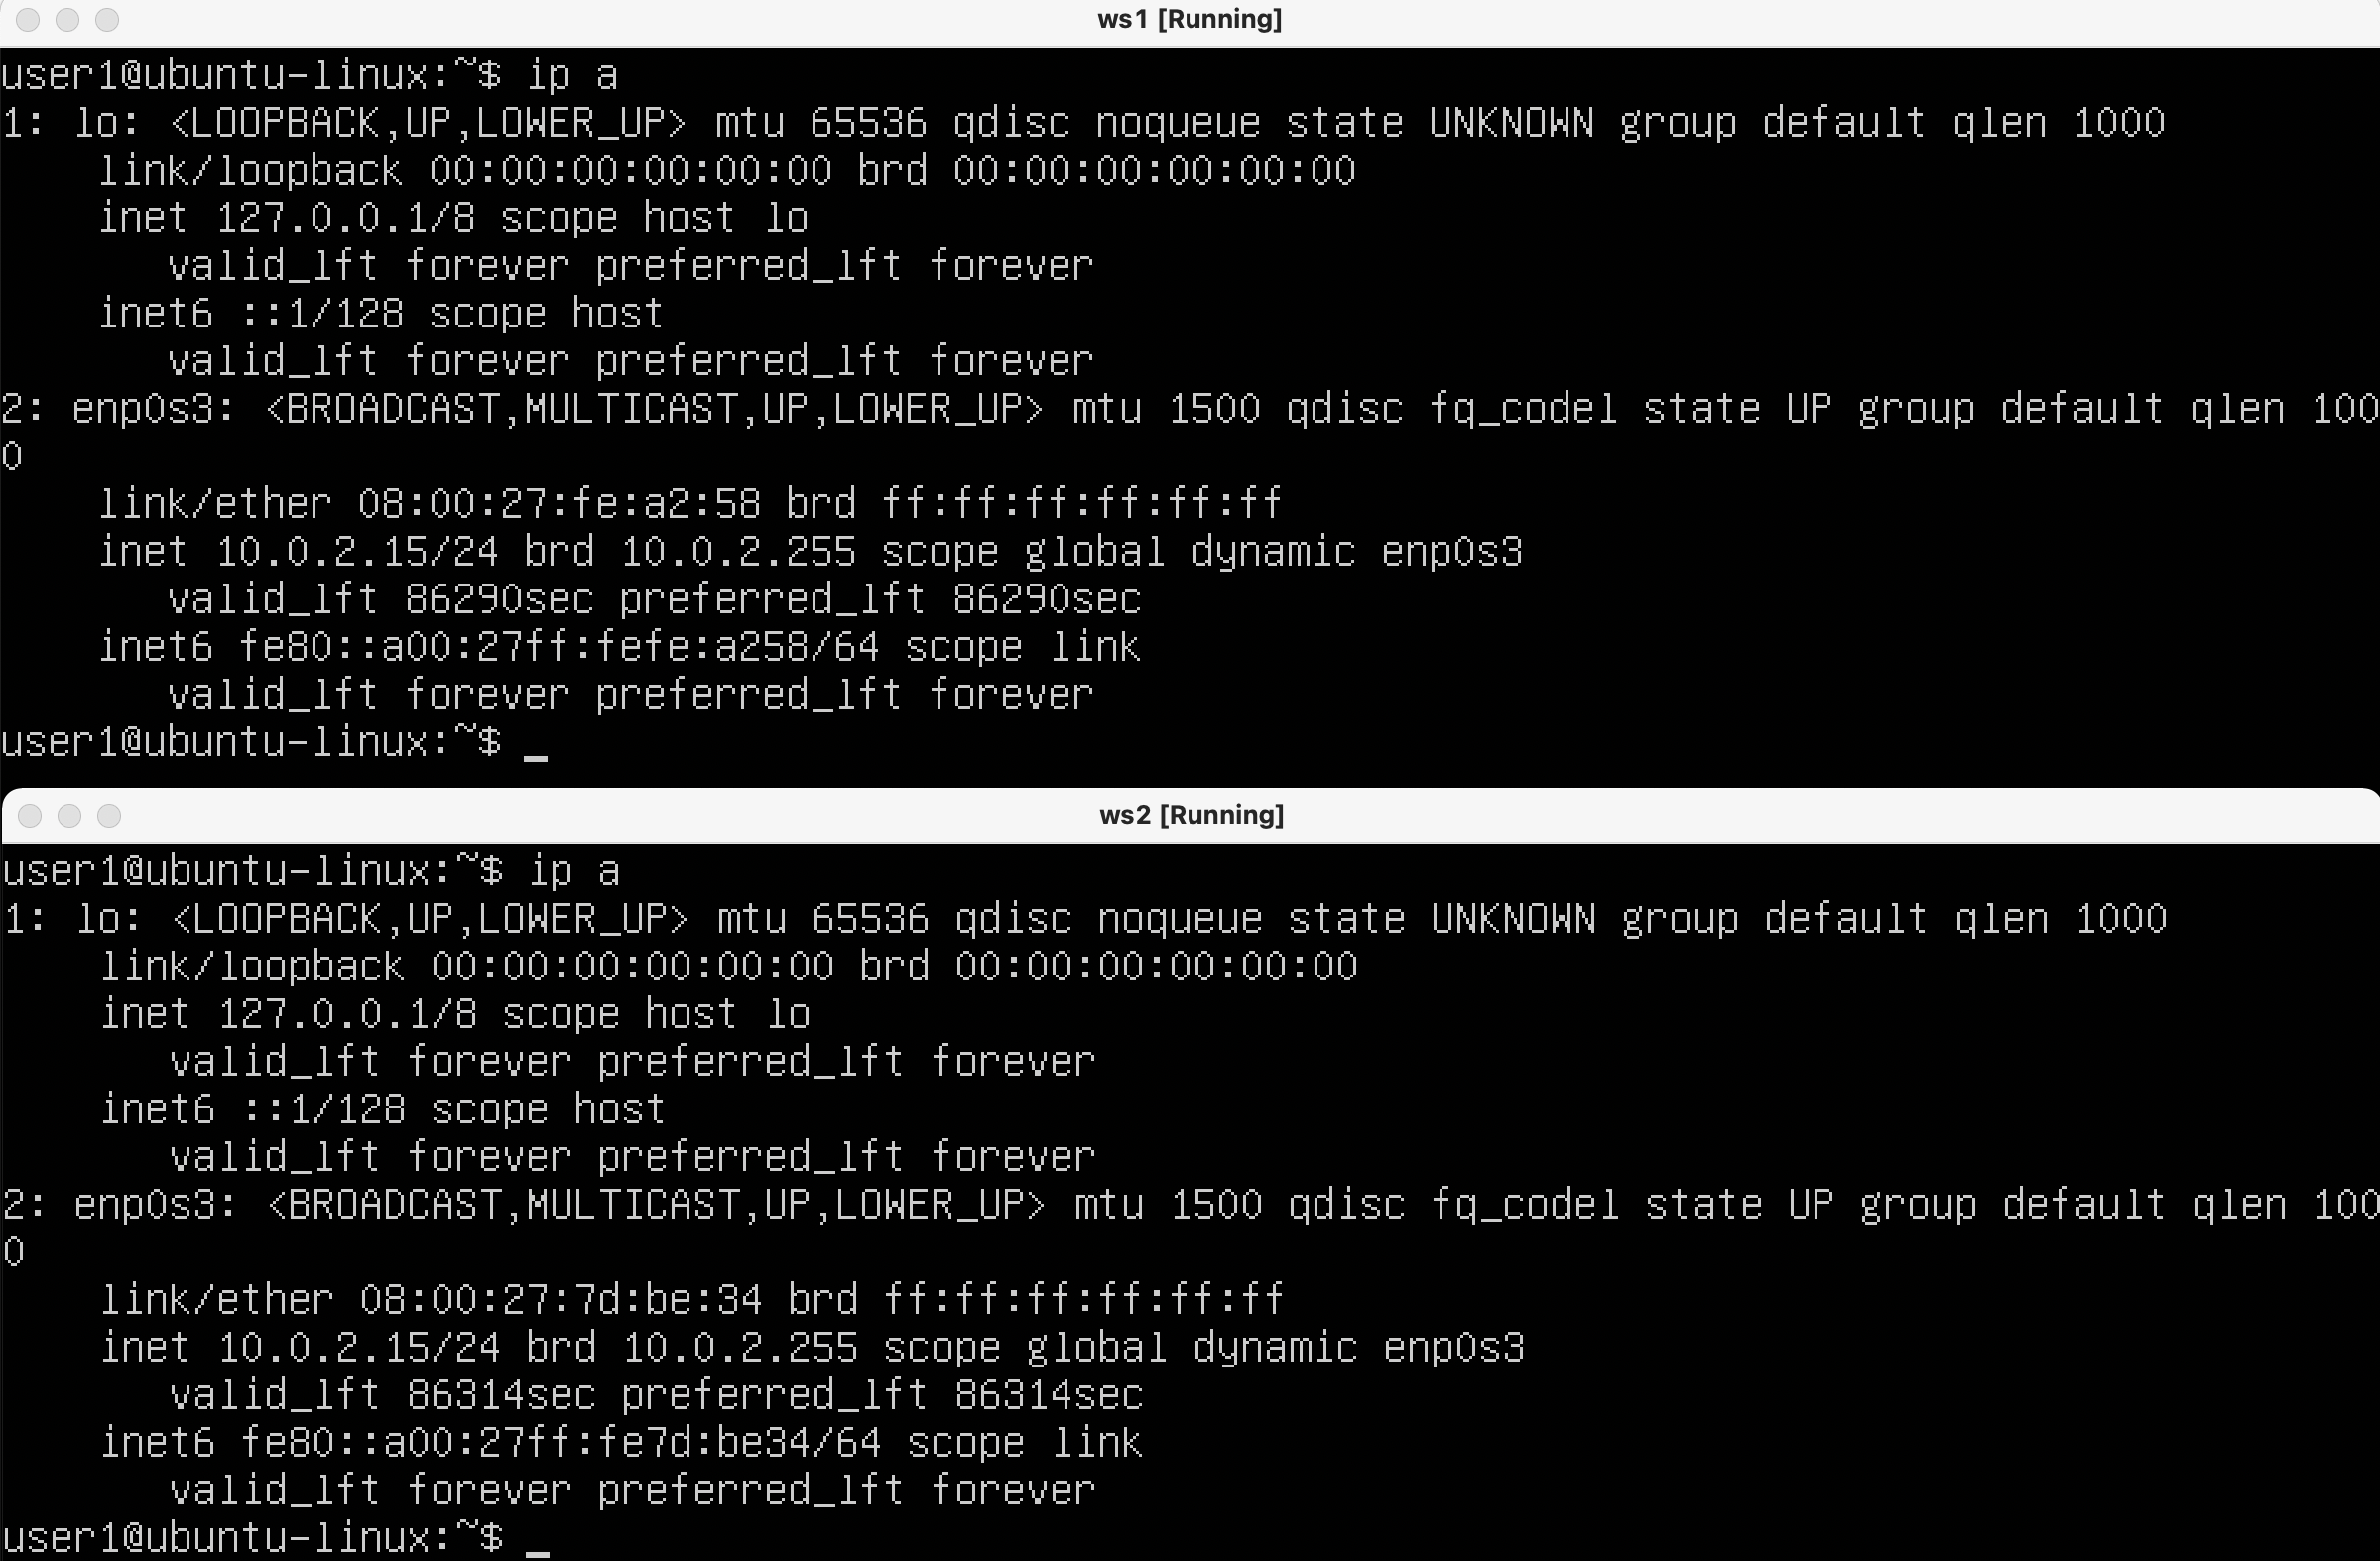 ws1 [Running]
user1@ubuntu-linux:~$ ip a
1: lo: <LOOPBACK,UP,LOWER_UP> mtu 65536 qdisc noqueue state UNKNOWN group default qlen 1000
    link/loopback 00:00:00:00:00:00 brd 00:00:00:00:00:00
    inet 127.0.0.1/8 scope host lo
       valid_lft forever preferred_lft forever
    inet6 ::1/128 scope host
       valid_lft forever preferred_lft forever
2: enp0s3: <BROADCAST,MULTICAST,UP,LOWER_UP> mtu 1500 qdisc fq_codel state UP group default qlen 100
0
    link/ether 08:00:27:fe:a2:58 brd ff:ff:ff:ff:ff:ff
    inet 10.0.2.15/24 brd 10.0.2.255 scope global dynamic enp0s3
       valid_lft 86290sec preferred_lft 86290sec
    inet6 fe80::a00:27ff:fefe:a258/64 scope link
       valid_lft forever preferred_lft forever
user1@ubuntu-linux:~$ _
ws2 [Running]
user1@ubuntu-linux:~$ ip a
1: lo: <LOOPBACK,UP,LOWER_UP> mtu 65536 qdisc noqueue state UNKNOWN group default qlen 1000
    link/loopback 00:00:00:00:00:00 brd 00:00:00:00:00:00
    inet 127.0.0.1/8 scope host lo
       valid_lft forever preferred_lft forever
    inet6 ::1/128 scope host
       valid_lft forever preferred_lft forever
2: enp0s3: <BROADCAST,MULTICAST,UP,LOWER_UP> mtu 1500 qdisc fq_codel state UP group default qlen 100
0
    link/ether 08:00:27:7d:be:34 brd ff:ff:ff:ff:ff:ff
    inet 10.0.2.15/24 brd 10.0.2.255 scope global dynamic enp0s3
       valid_lft 86314sec preferred_lft 86314sec
    inet6 fe80::a00:27ff:fe7d:be34/64 scope link
       valid_lft forever preferred_lft forever
user1@ubuntu-linux:~$ _